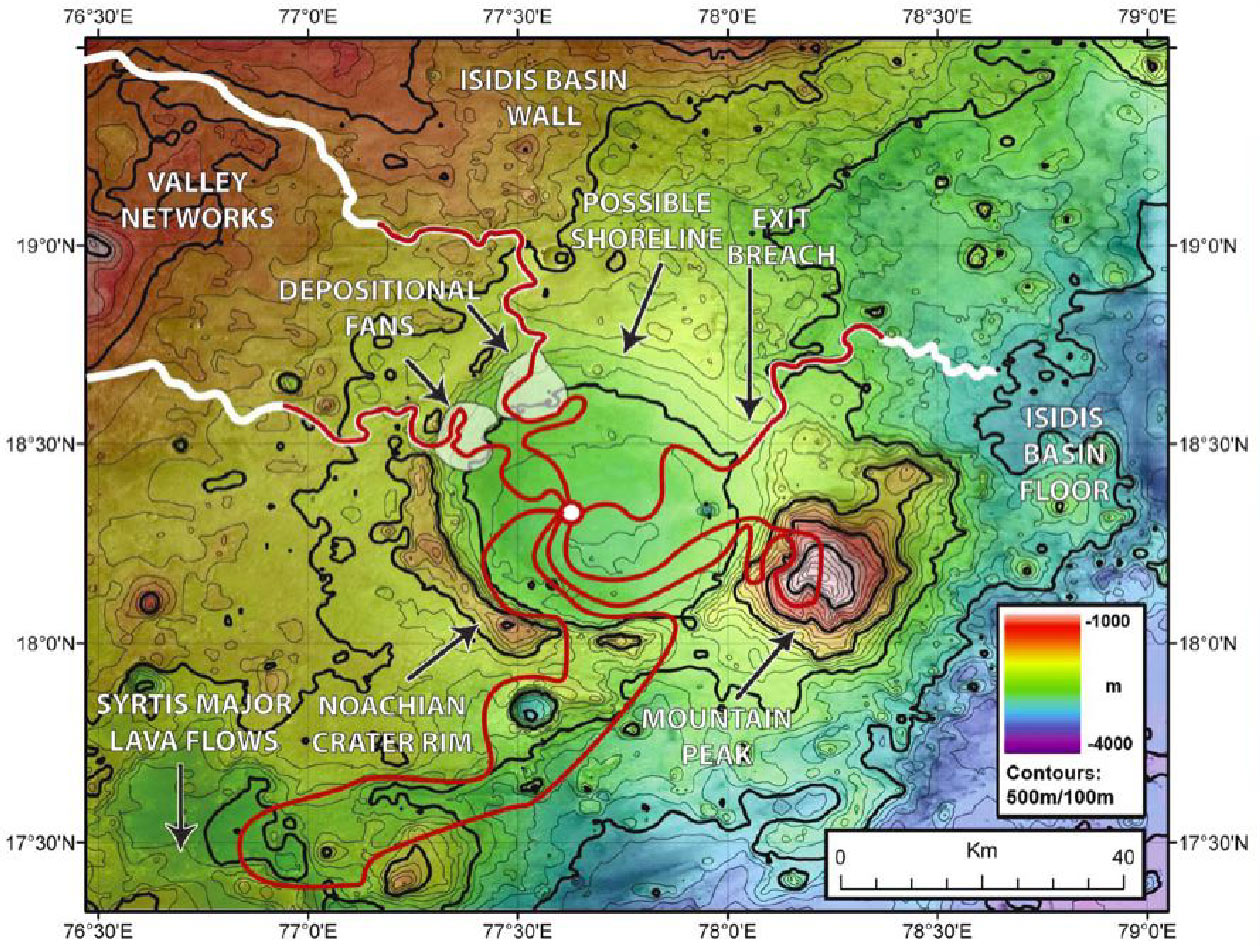 76°30'E 77°0'E 77°30'E 78°0'E 78°30'E 79°0'E
ISIDIS BASIN
WALL
VALLEY
NETWORKS
POSSIBLE
SHORELINE
EXIT
BREACH
19°0'N 19°0'N
DEPOSITIONAL
FANS
18°30'N 18°30'N
ISIDIS
BASIN
FLOOR
18°0'N 18°0'N
SYRTIS MAJOR
LAVA FLOWS
NOACHIAN
CRATER RIM
MOUNTAIN
PEAK
-1000
m
-4000
Contours:
500m/100m
17°30'N 17°30'N
0 Km 40
76°30'E 77°0'E 77°30'E 78°0'E 78°30'E 79°0'E